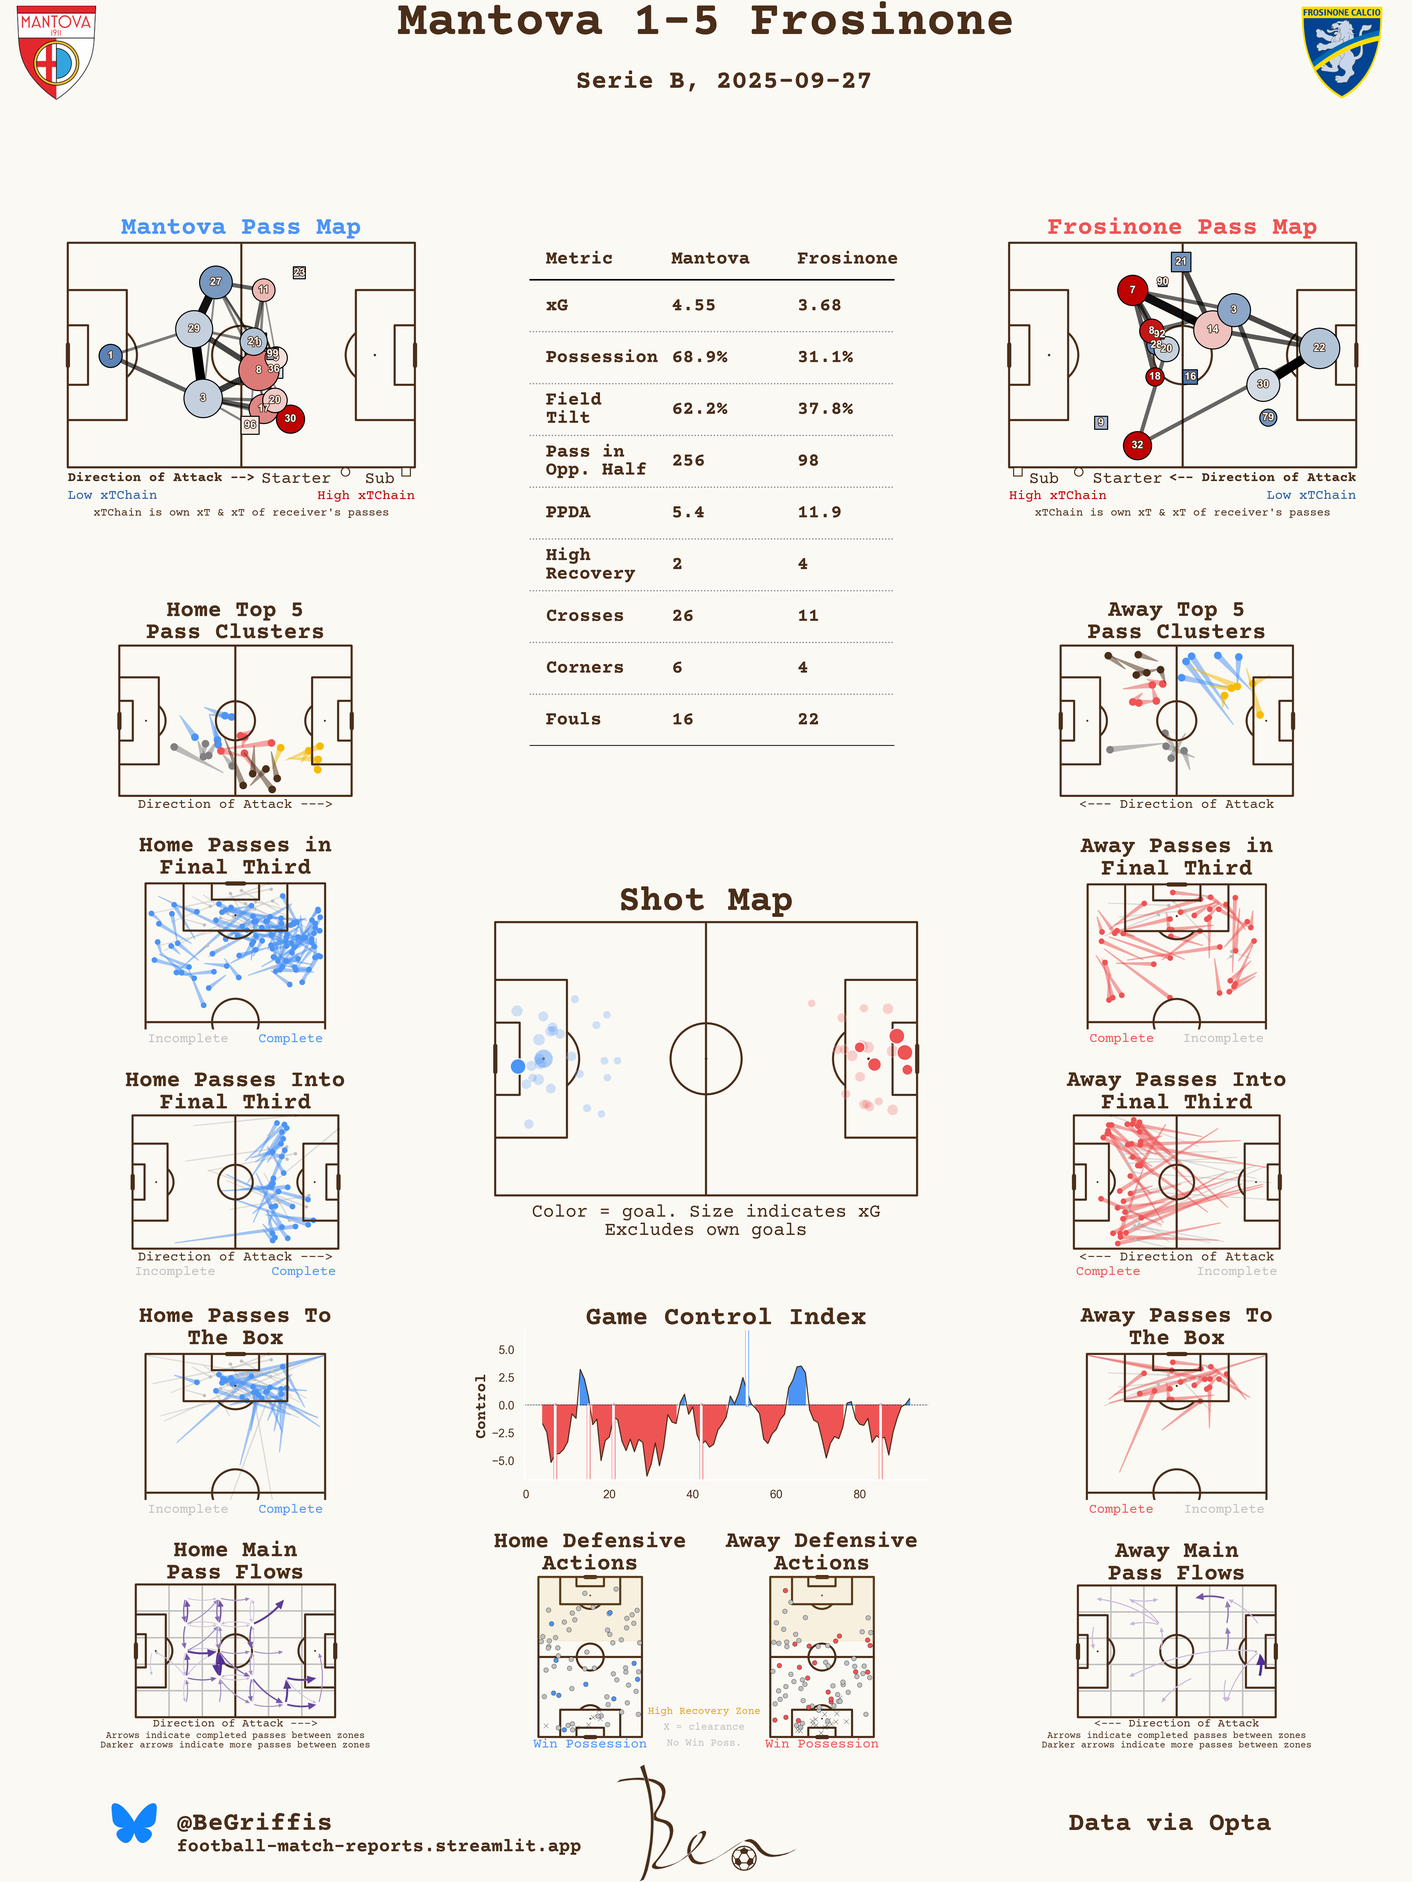 Mantova 1-5 Frosinone
Serie B, 2025-09-27
MANTOVA
1911
FROSINONE CALCIO
Mantova Pass Map
27
23
11
29
21
1
99
8
36
3
20
17
30
96
Direction of Attack --> Starter Sub
Low xTChain High xTChain
xTChain is own xT & xT of receiver's passes
Metric Mantova Frosinone
xG 4.55 3.68
Possession 68.9% 31.1%
Field
Tilt 62.2% 37.8%
Pass in
Opp. Half 256 98
PPDA 5.4 11.9
High
Recovery 2 4
Crosses 26 11
Corners 6 4
Fouls 16 22
Frosinone Pass Map
21
90
7
3
8
92
14
28
20
22
18
16
30
9
79
32
Sub Starter <-- Direction of Attack
High xTChain Low xTChain
xTChain is own xT & xT of receiver's passes
Home Top 5
Pass Clusters
Direction of Attack --->
Away Top 5
Pass Clusters
<--- Direction of Attack
Home Passes in
Final Third
Incomplete Complete
Away Passes in
Final Third
Complete Incomplete
Shot Map
Color = goal. Size indicates xG
Excludes own goals
Home Passes Into
Final Third
Direction of Attack --->
Incomplete Complete
Away Passes Into
Final Third
<--- Direction of Attack
Complete Incomplete
Home Passes To
The Box
Incomplete Complete
Game Control Index
Control
5.0
2.5
0.0
−2.5
−5.0
0 20 40 60 80
Away Passes To
The Box
Complete Incomplete
Home Main
Pass Flows
Direction of Attack --->
Arrows indicate completed passes between zones
Darker arrows indicate more passes between zones
Home Defensive
Actions
Win Possession
Away Defensive
Actions
Win Possession
High Recovery Zone
X = clearance
No Win Poss.
Away Main
Pass Flows
<--- Direction of Attack
Arrows indicate completed passes between zones
Darker arrows indicate more passes between zones
@BeGriffis
football-match-reports.streamlit.app
Ben
Data via Opta